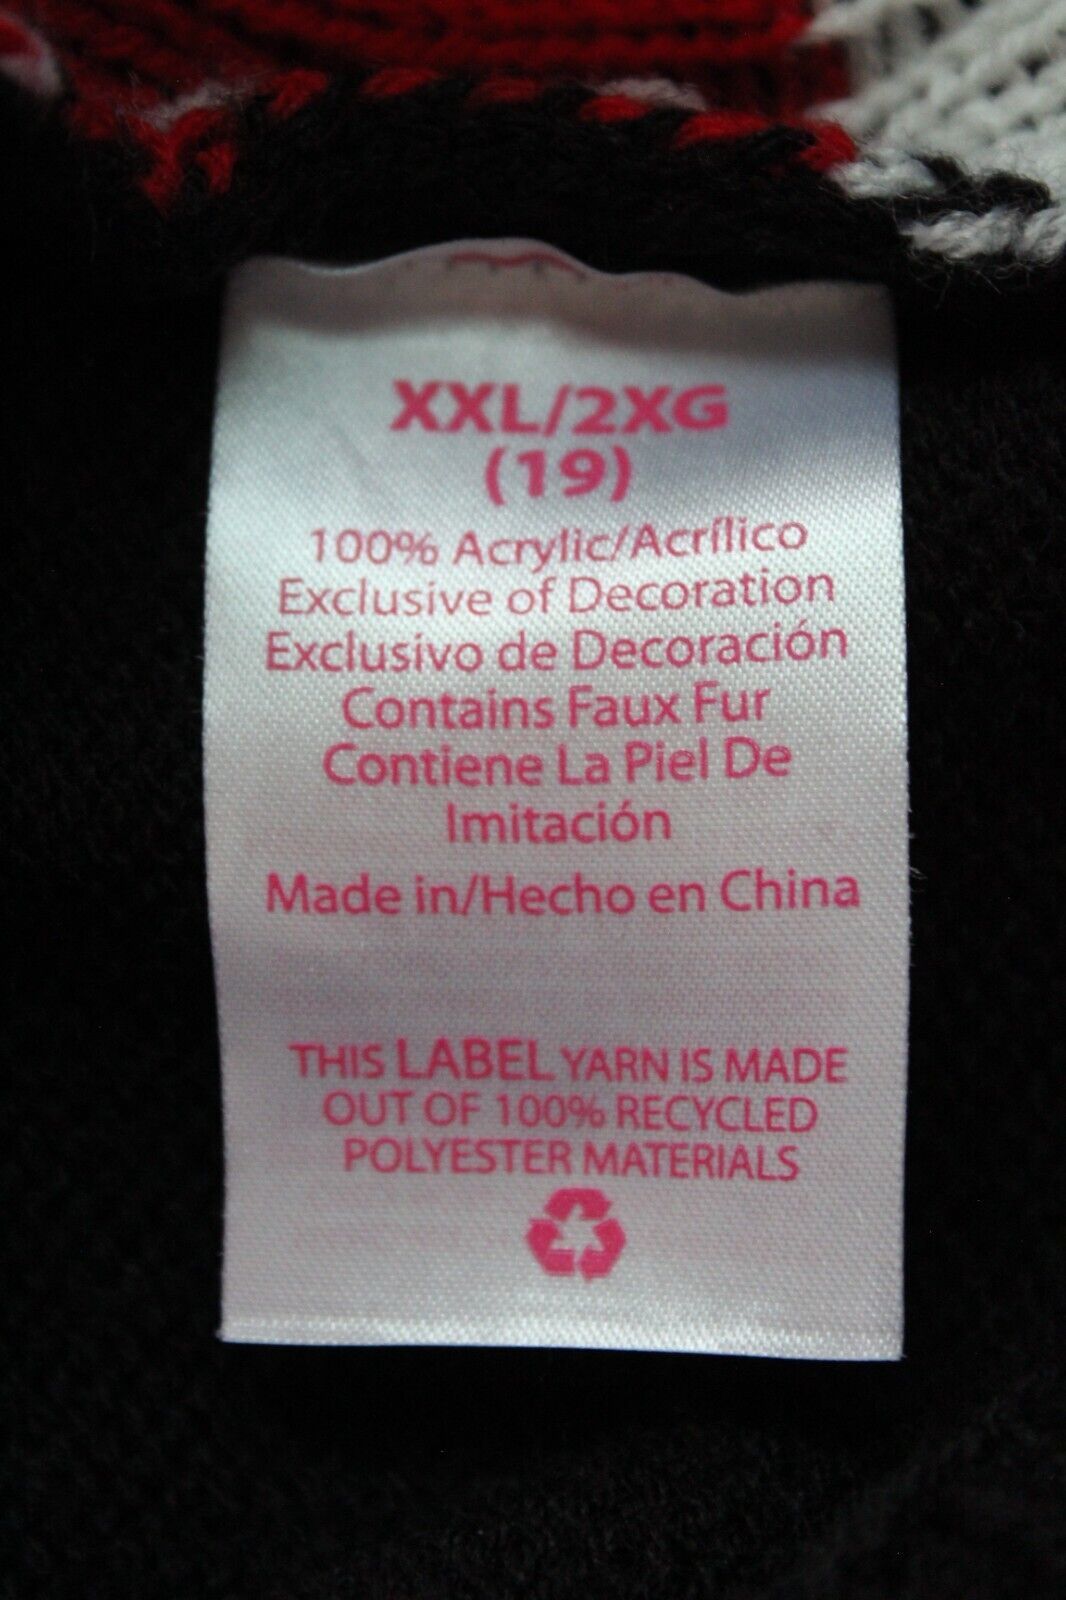 XXL/2XG
(19)
100% Acrylic/Acrílico
Exclusive of Decoration
Exclusivo de Decoración
Contains Faux Fur
Contiene La Piel De
Imitación
Made in/Hecho en China
THIS LABEL YARN IS MADE
OUT OF 100% RECYCLED
POLYESTER MATERIALS